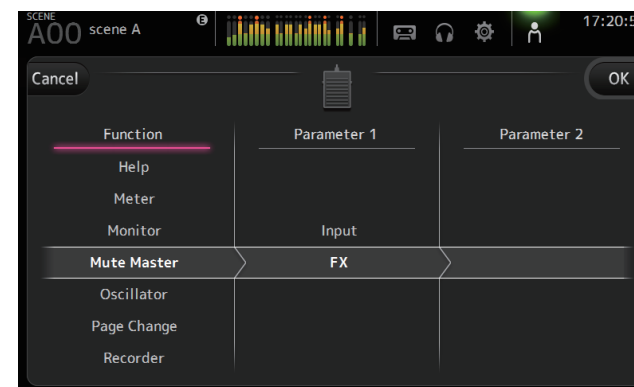 SCENE
A00 scene A E 17:20:5
Cancel OK
Function Parameter 1 Parameter 2
Help
Meter
Monitor Input
Mute Master FX
Oscillator
Page Change
Recorder